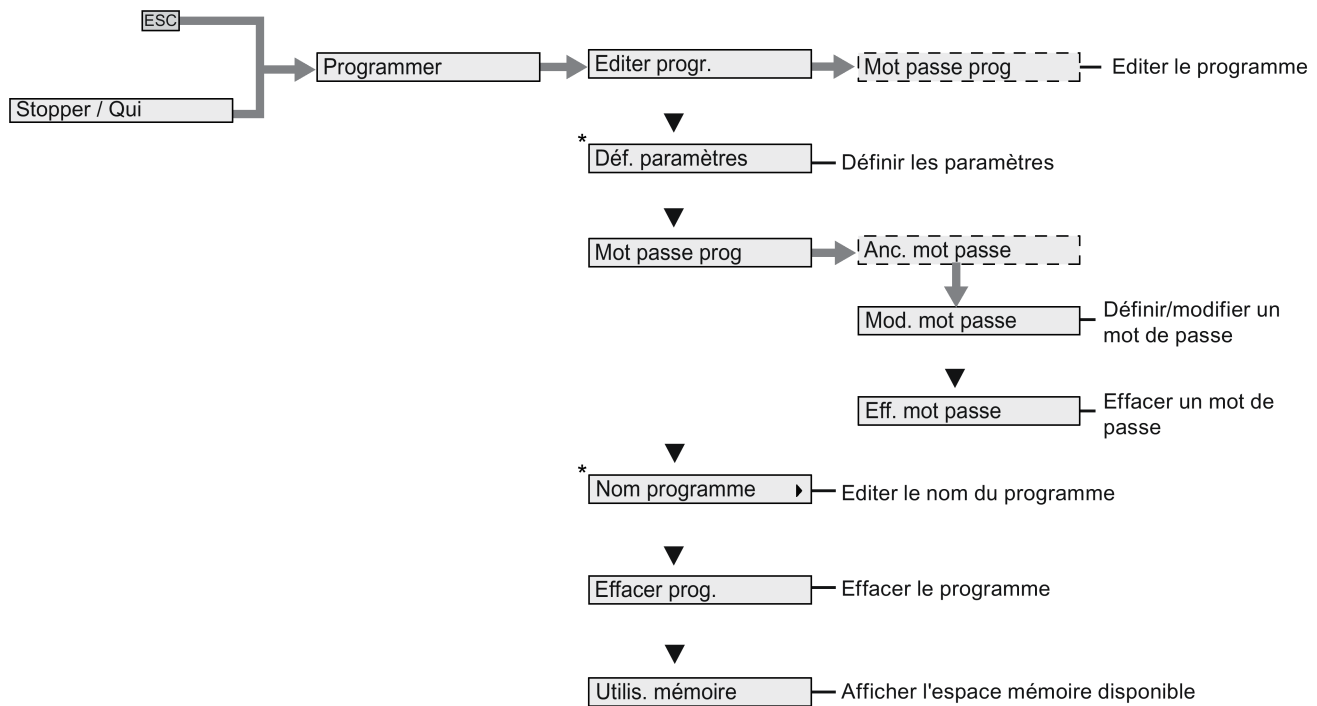 ESC
Programmer
Editer progr.
Mot passe prog
Editer le programme
Stopper / Qui
*
Déf. paramètres
Définir les paramètres
Mot passe prog
Anc. mot passe
Mod. mot passe
Définir/modifier un
mot de passe
Eff. mot passe
Effacer un mot de
passe
*
Nom programme
Editer le nom du programme
Effacer prog.
Effacer le programme
Utilis. mémoire
Afficher l'espace mémoire disponible